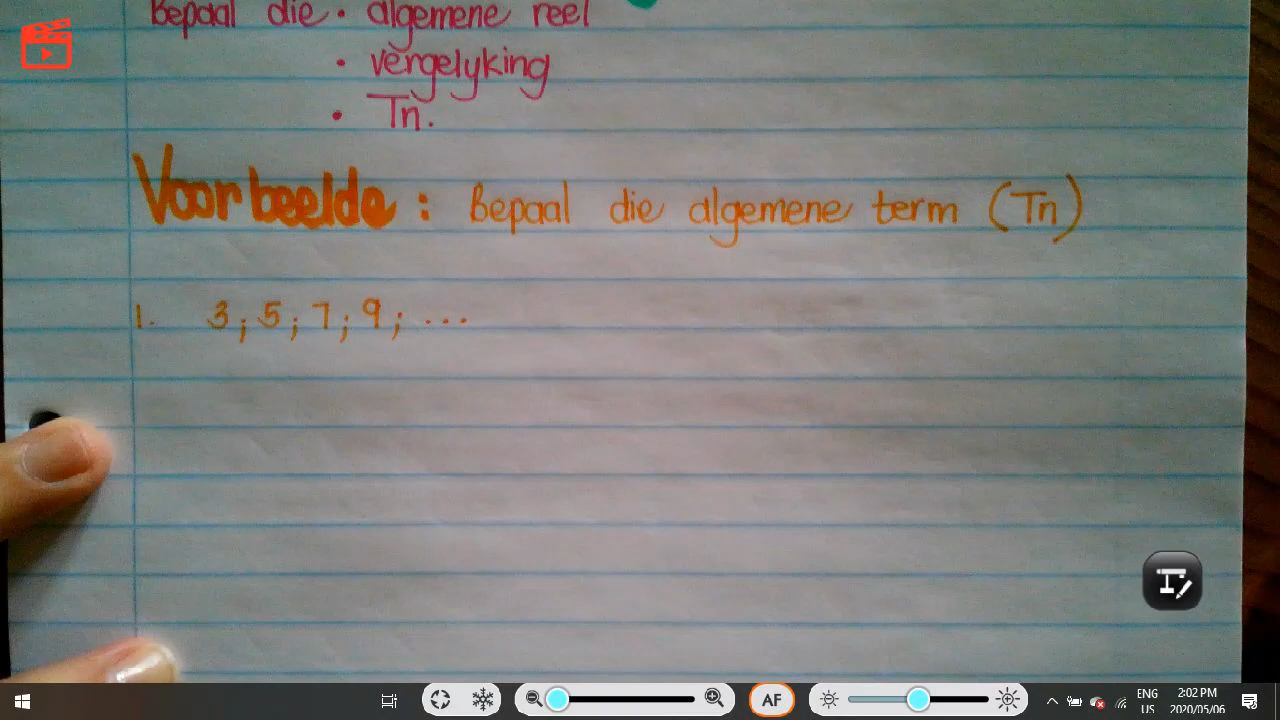 Bepaal die • algemene reel
• vergelyking
• Tn.
Voorbeelde : Bepaal die algemene term (Tn)
1. 3 ; 5 ; 7 ; 9 ; ...
AF
ENG
US
2:02 PM
2020/05/06